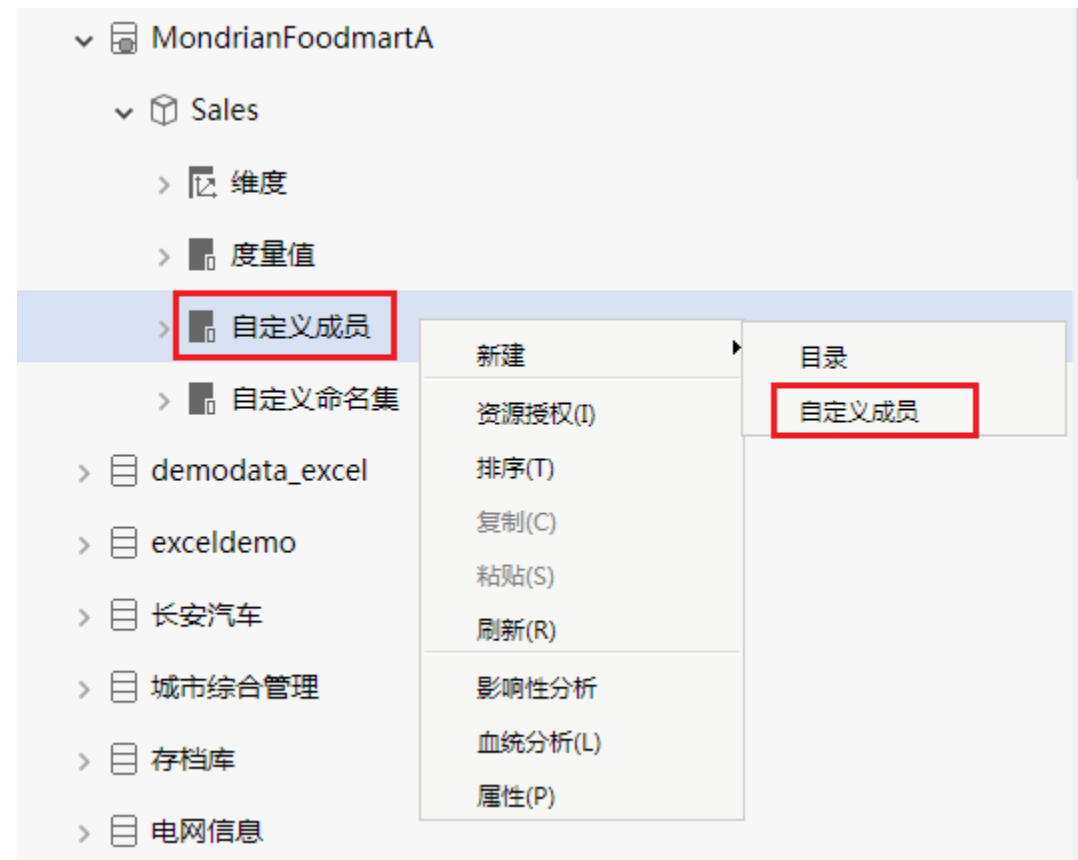 MondrianFoodmartA
Sales
维度
度量值
自定义成员
自定义命名集
demodata_excel
exceldemo
长安汽车
城市综合管理
存档库
电网信息
新建
资源授权(I)
排序(T)
复制(C)
粘贴(S)
刷新(R)
影响性分析
血统分析(L)
属性(P)
目录
自定义成员